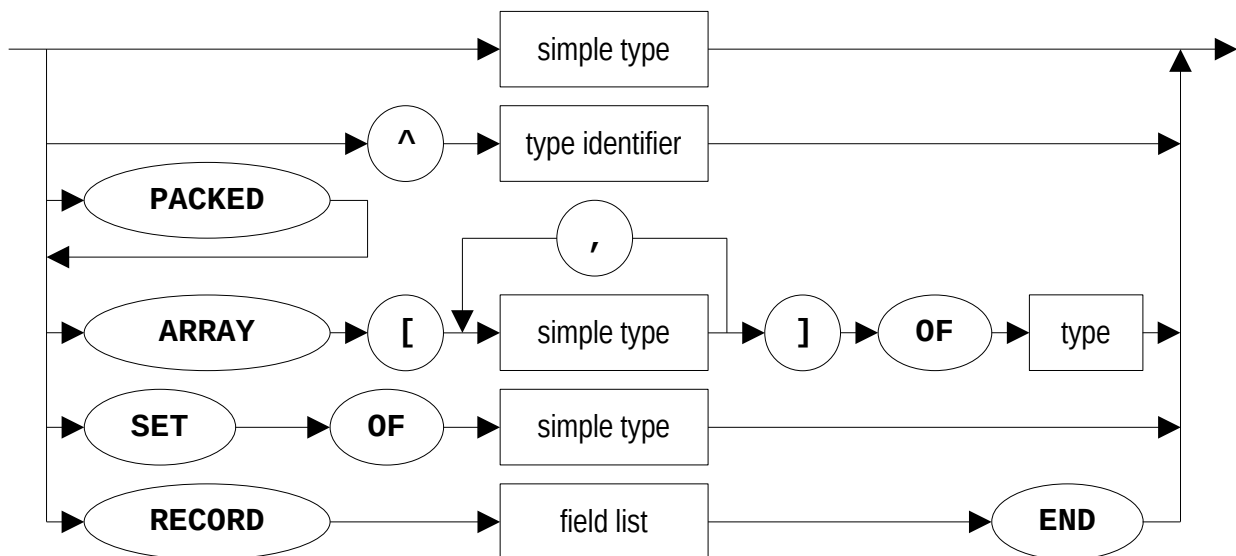 simple type
^ type identifier
PACKED
,
ARRAY [ simple type ] OF type
SET OF simple type
RECORD field list END